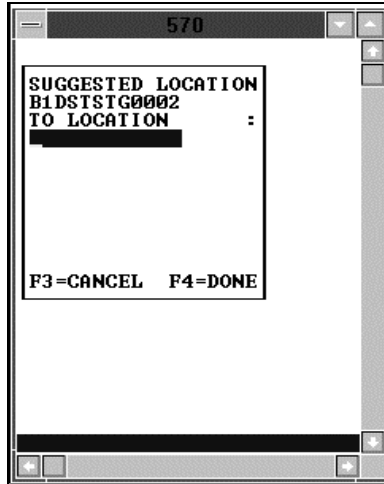 570
SUGGESTED LOCATION
B1DSTSTG0002
TO LOCATION :
F3=CANCEL F4=DONE